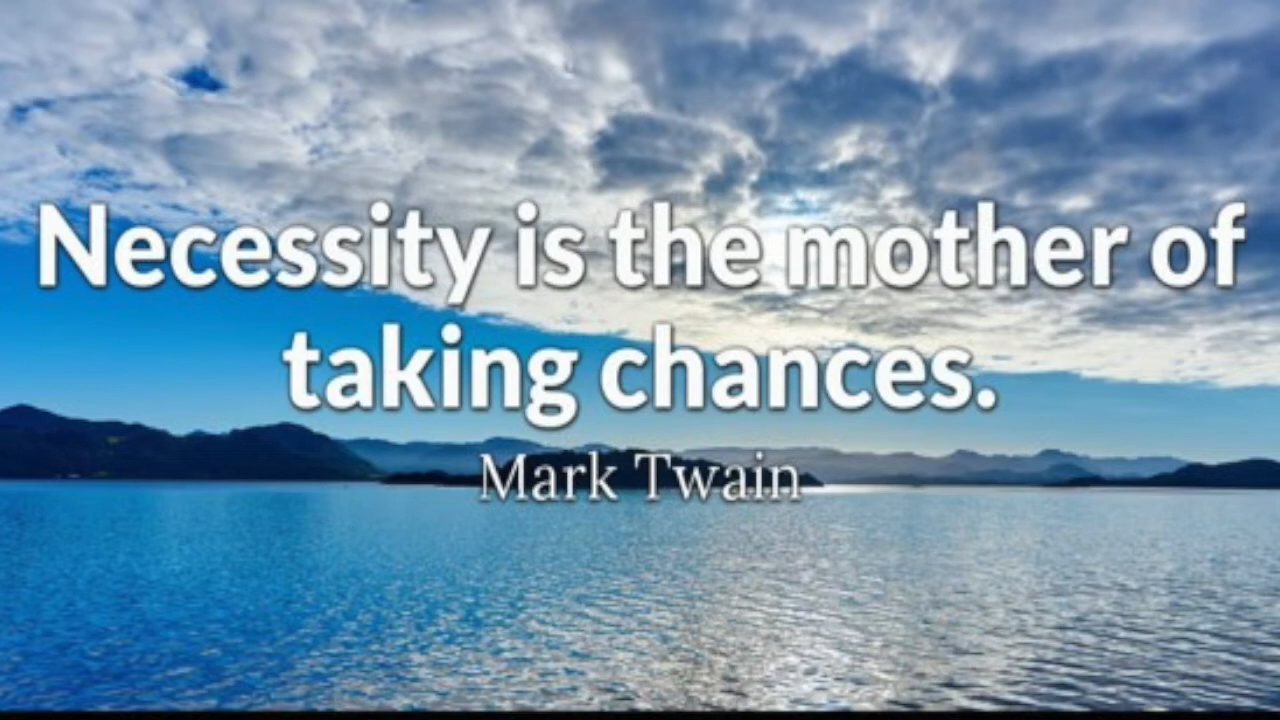 Necessity is the mother of
taking chances.
Mark Twain